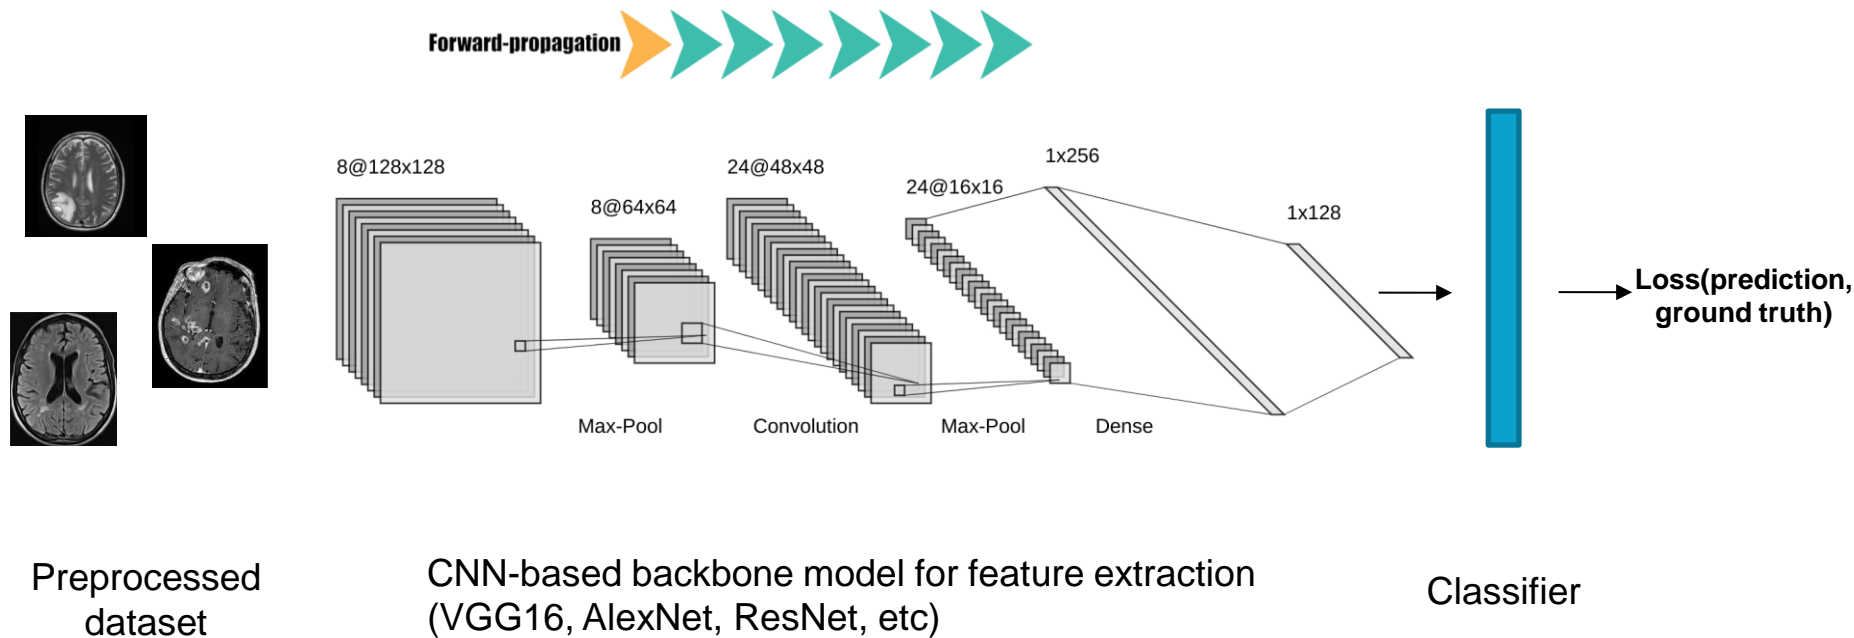 Forward-propagation
8@128x128
8@64x64
24@48x48
24@16x16
1x256
1x128
Max-Pool
Convolution
Max-Pool
Dense
Loss(prediction,
ground truth)
Preprocessed
dataset
CNN-based backbone model for feature extraction
(VGG16, AlexNet, ResNet, etc)
Classifier